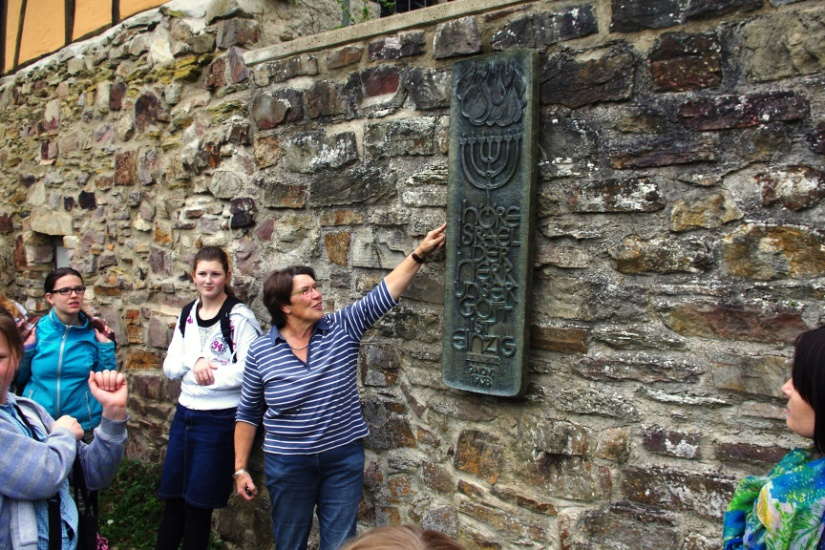 HÖRE
ISRAEL
DER
HERR
UNSER
GOTT
IST
EINZIG